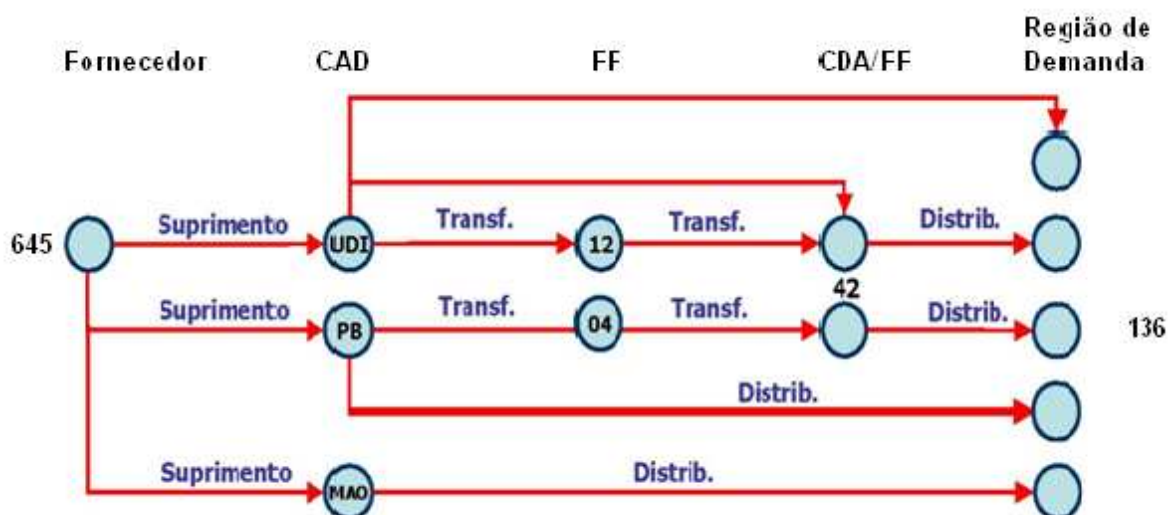 Região de
Fornecedor CAD FF CDA/FF Demanda
645 Suprimento UDI Transf. 12 Transf. Distrib.
42
Suprimento PB Transf. 04 Transf. Distrib. 136
Distrib.
Suprimento MAO Distrib.